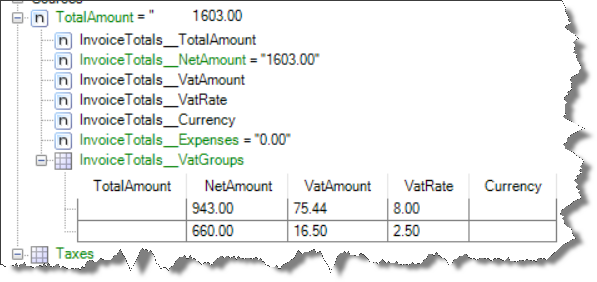 TotalAmount = " 1603.00
InvoiceTotals__TotalAmount
InvoiceTotals__NetAmount = "1603.00"
InvoiceTotals__VatAmount
InvoiceTotals__VatRate
InvoiceTotals__Currency
InvoiceTotals__Expenses = "0.00"
InvoiceTotals__VatGroups
TotalAmount NetAmount VatAmount VatRate Currency
943.00 75.44 8.00
660.00 16.50 2.50
Taxes